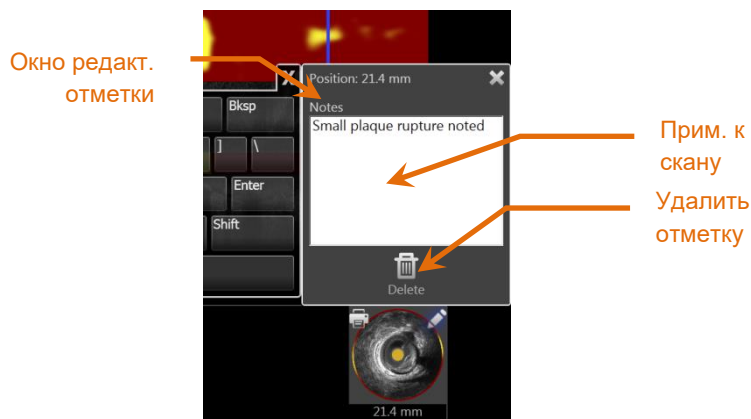 Окно редакт.
отметки
X
Position: 21.4 mm
Notes
Small plaque rupture noted
Bksp
] \
Enter
Shift
Delete
21.4 mm
Прим. к
скану
Удалить
отметку